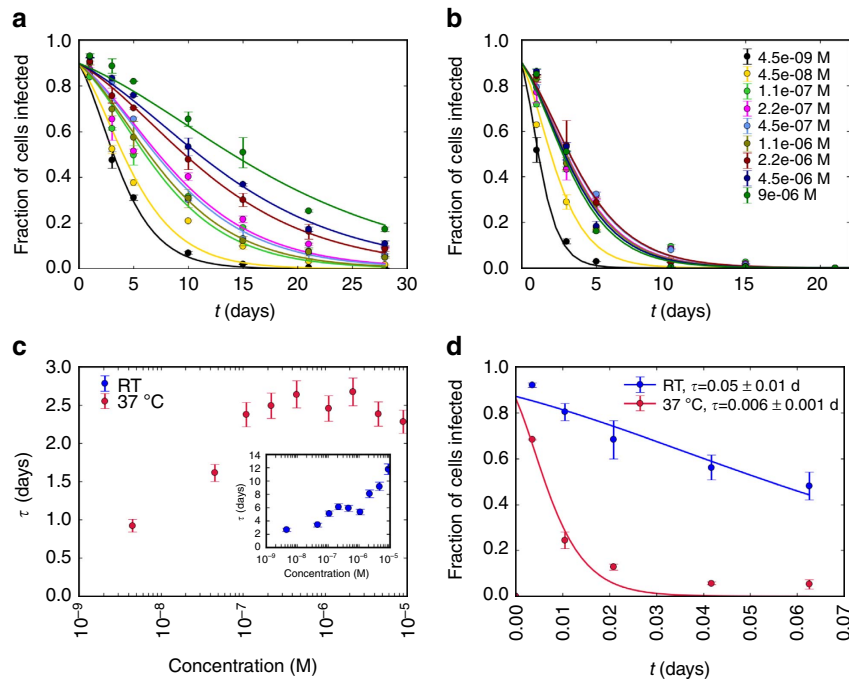 a
Fraction of cells infected
1.0
0.8
0.6
0.4
0.2
0.0
0 5 10 15 20 25 30
t (days)
b
Fraction of cells infected
1.0
0.8
0.6
0.4
0.2
0.0
0 5 10 15 20
t (days)
4.5e-09 M
4.5e-08 M
1.1e-07 M
2.2e-07 M
4.5e-07 M
1.1e-06 M
2.2e-06 M
4.5e-06 M
9e-06 M
c
τ (days)
3.0
2.5
2.0
1.5
1.0
0.5
0.0
10⁻⁹ 10⁻⁸ 10⁻⁷ 10⁻⁶ 10⁻⁵
Concentration (M)
RT
37 °C
τ (days)
14
12
10
8
6
4
2
0
10⁻⁹ 10⁻⁸ 10⁻⁷ 10⁻⁶ 10⁻⁵
Concentration (M)
d
Fraction of cells infected
1.0
0.8
0.6
0.4
0.2
0.0
0.00 0.01 0.02 0.03 0.04 0.05 0.06 0.07
t (days)
RT, τ=0.05 ± 0.01 d
37 °C, τ=0.006 ± 0.001 d